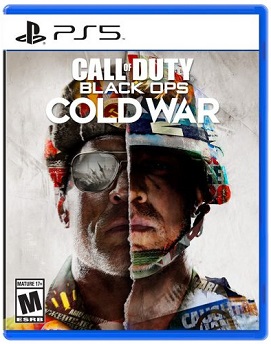 PS5
CALL OF DUTY
BLACK OPS
COLD WAR
MATURE 17+
M
ESRB